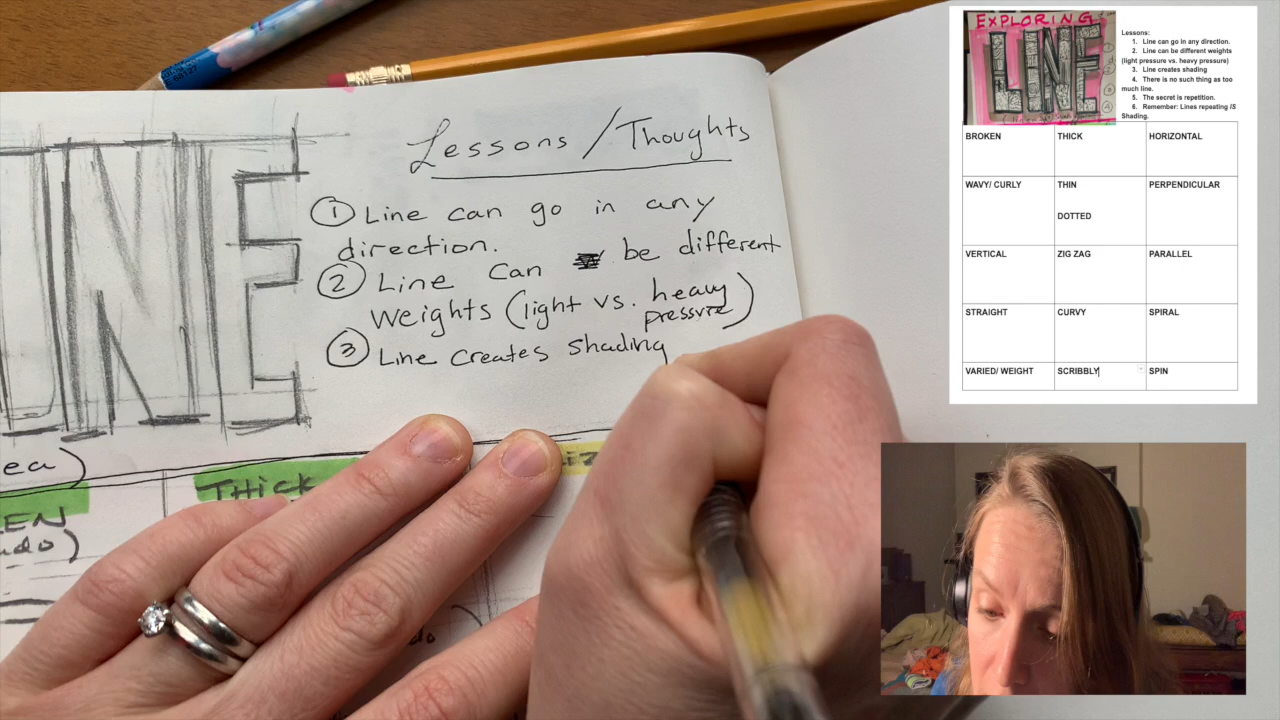 Lessons / Thoughts
① Line can go in any
direction.
② Line can be different
Weights (light vs. heavy
pressure)
③ Line creates shading
ea)
THICK
EN
udo)
EXPLORING
LINE
Lessons:
1. Line can go in any direction.
2. Line can be different weights
(light pressure vs. heavy pressure)
3. Line creates shading
4. There is no such thing as too
much line.
5. The secret is repetition.
6. Remember: Lines repeating IS
Shading.
BROKEN THICK HORIZONTAL
WAVY/ CURLY THIN PERPENDICULAR
DOTTED
VERTICAL ZIG ZAG PARALLEL
STRAIGHT CURVY SPIRAL
VARIED/ WEIGHT SCRIBBLY SPIN